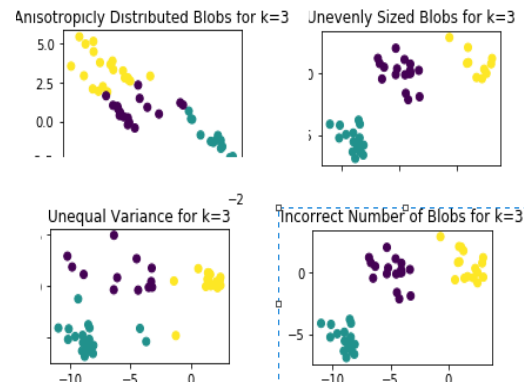 Anisotropicly Distributed Blobs for k=3
Unevenly Sized Blobs for k=3
5.0
2.5
0.0
−2
Unequal Variance for k=3
Incorrect Number of Blobs for k=3
0
−5
−10 −5 0
−10 −5 0